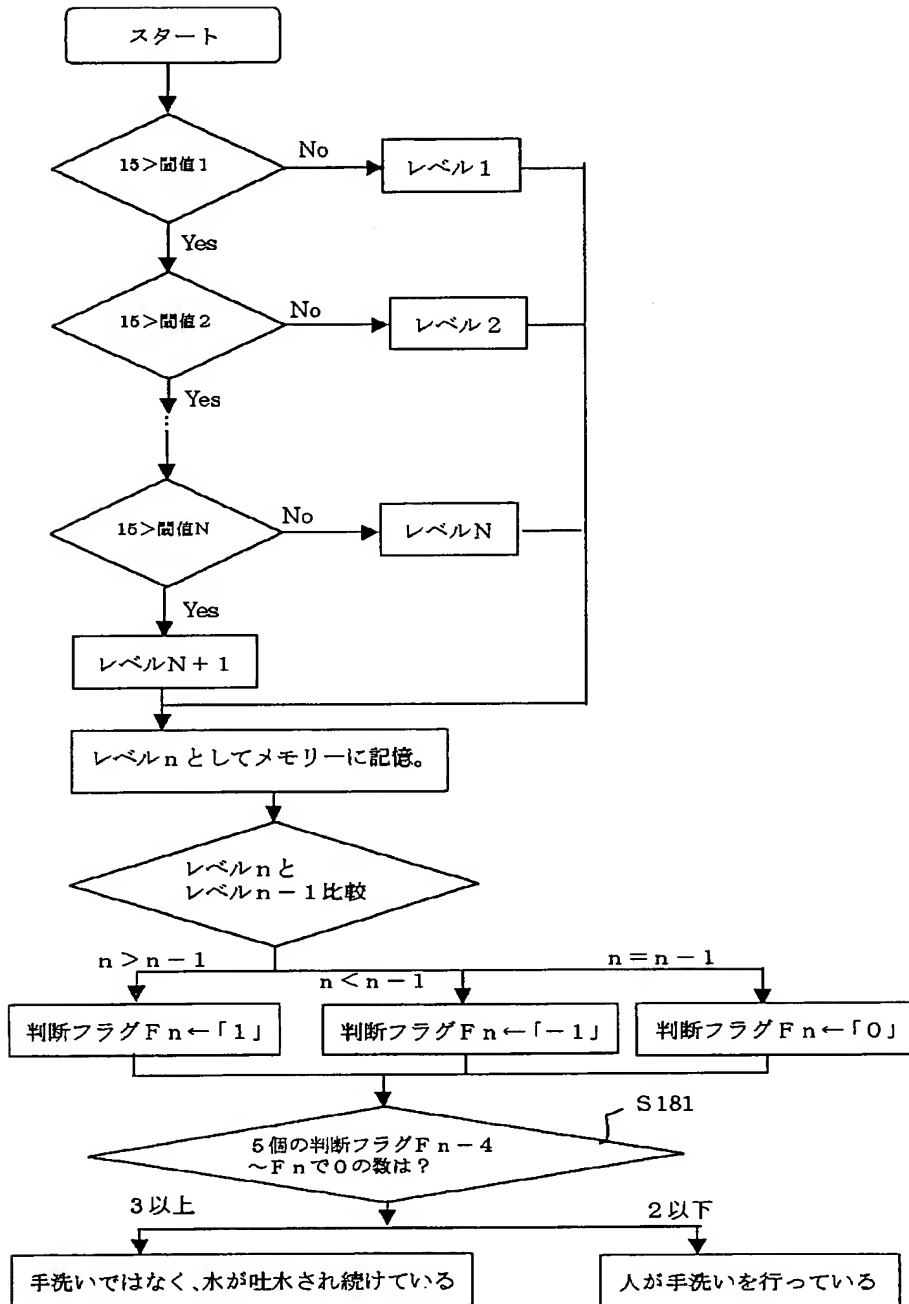 スタート
15>閾値1
No
レベル1
Yes
15>閾値2
No
レベル2
Yes
⋮
15>閾値N
No
レベルN
Yes
レベルN+1
レベルnとしてメモリーに記憶。
レベルnと
レベルn-1比較
n>n-1
n<n-1
n=n-1
判断フラグFn←「1」
判断フラグFn←「-1」
判断フラグFn←「0」
S181
5個の判断フラグFn-4
~Fnで0の数は?
3以上
2以下
手洗いではなく、水が吐水され続けている
人が手洗いを行っている